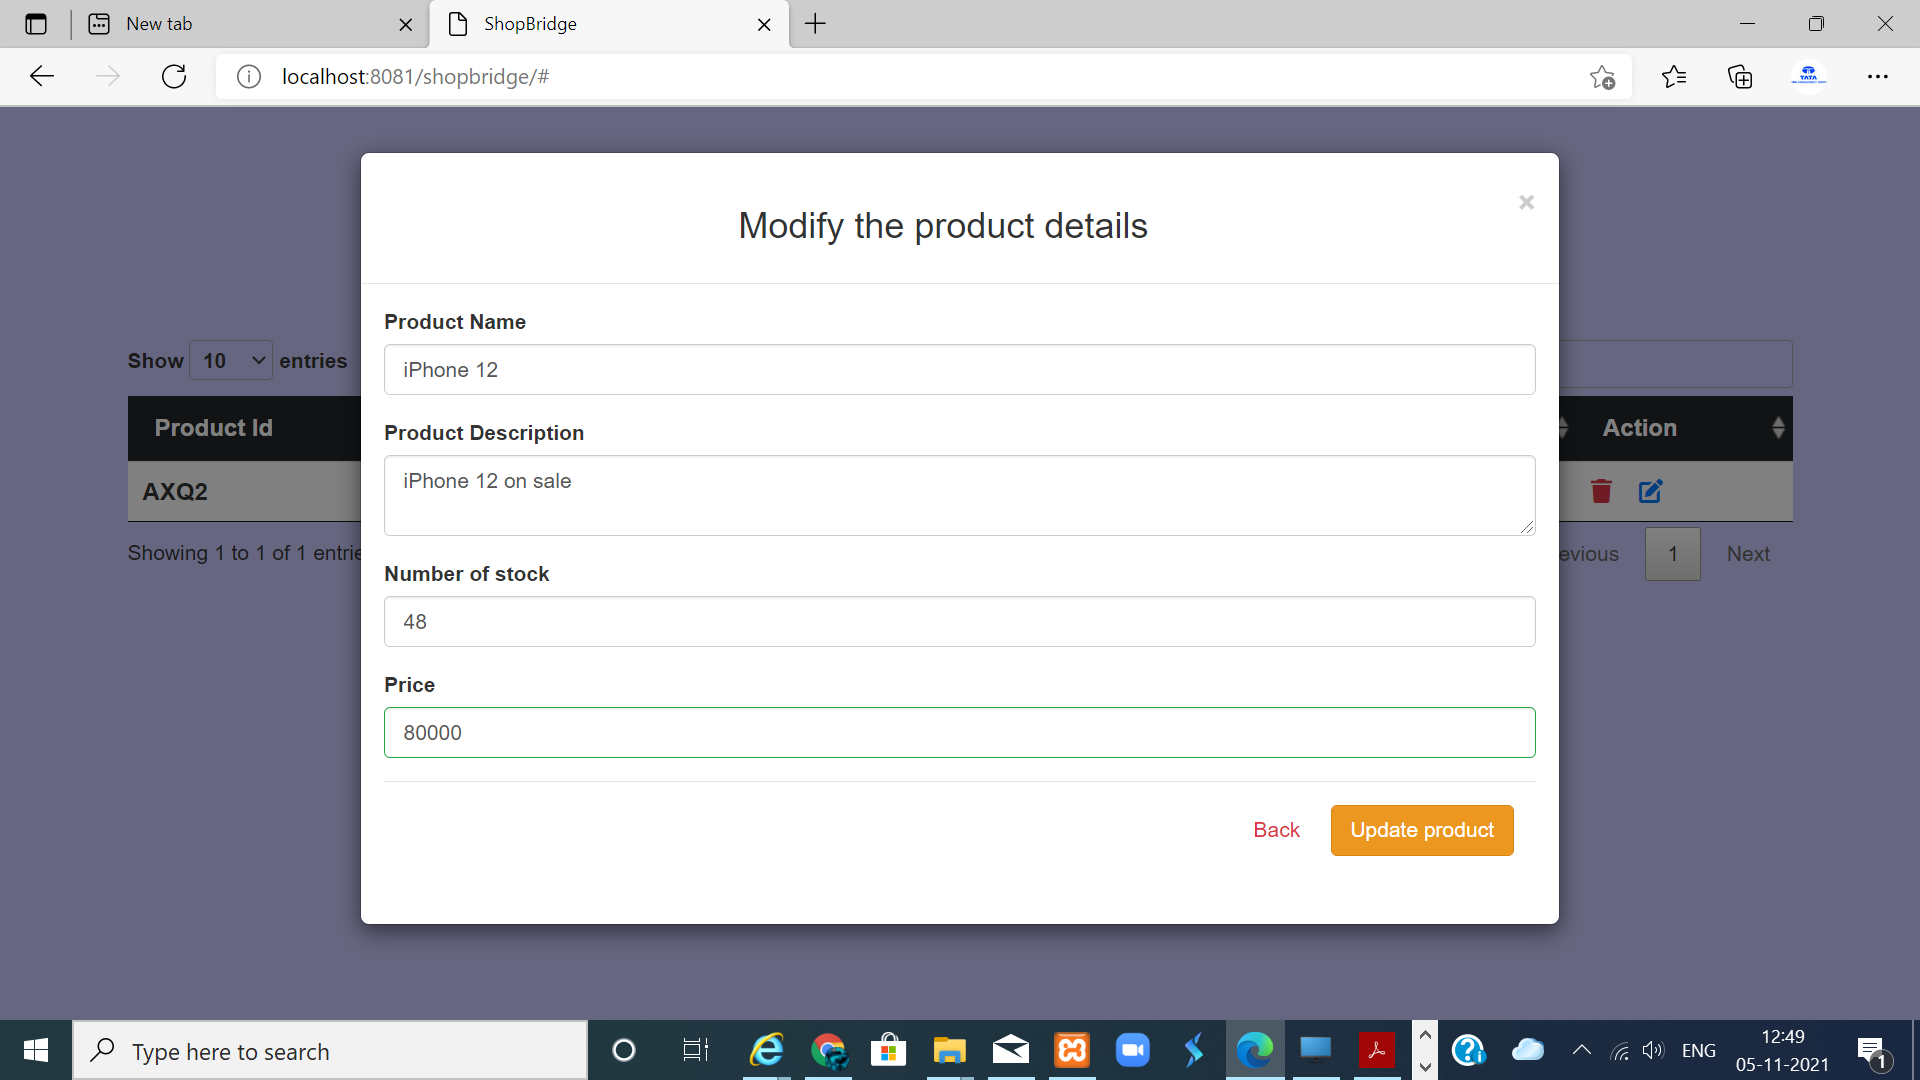 New tab
ShopBridge
localhost:8081/shopbridge/#
TATA
Modify the product details
×
Product Name
iPhone 12
Show 10 entries
Product Description
Product Id
Action
iPhone 12 on sale
AXQ2
Showing 1 to 1 of 1 entrie
evious 1 Next
Number of stock
48
Price
80000
Back Update product
Type here to search
ENG
12:49
05-11-2021
1